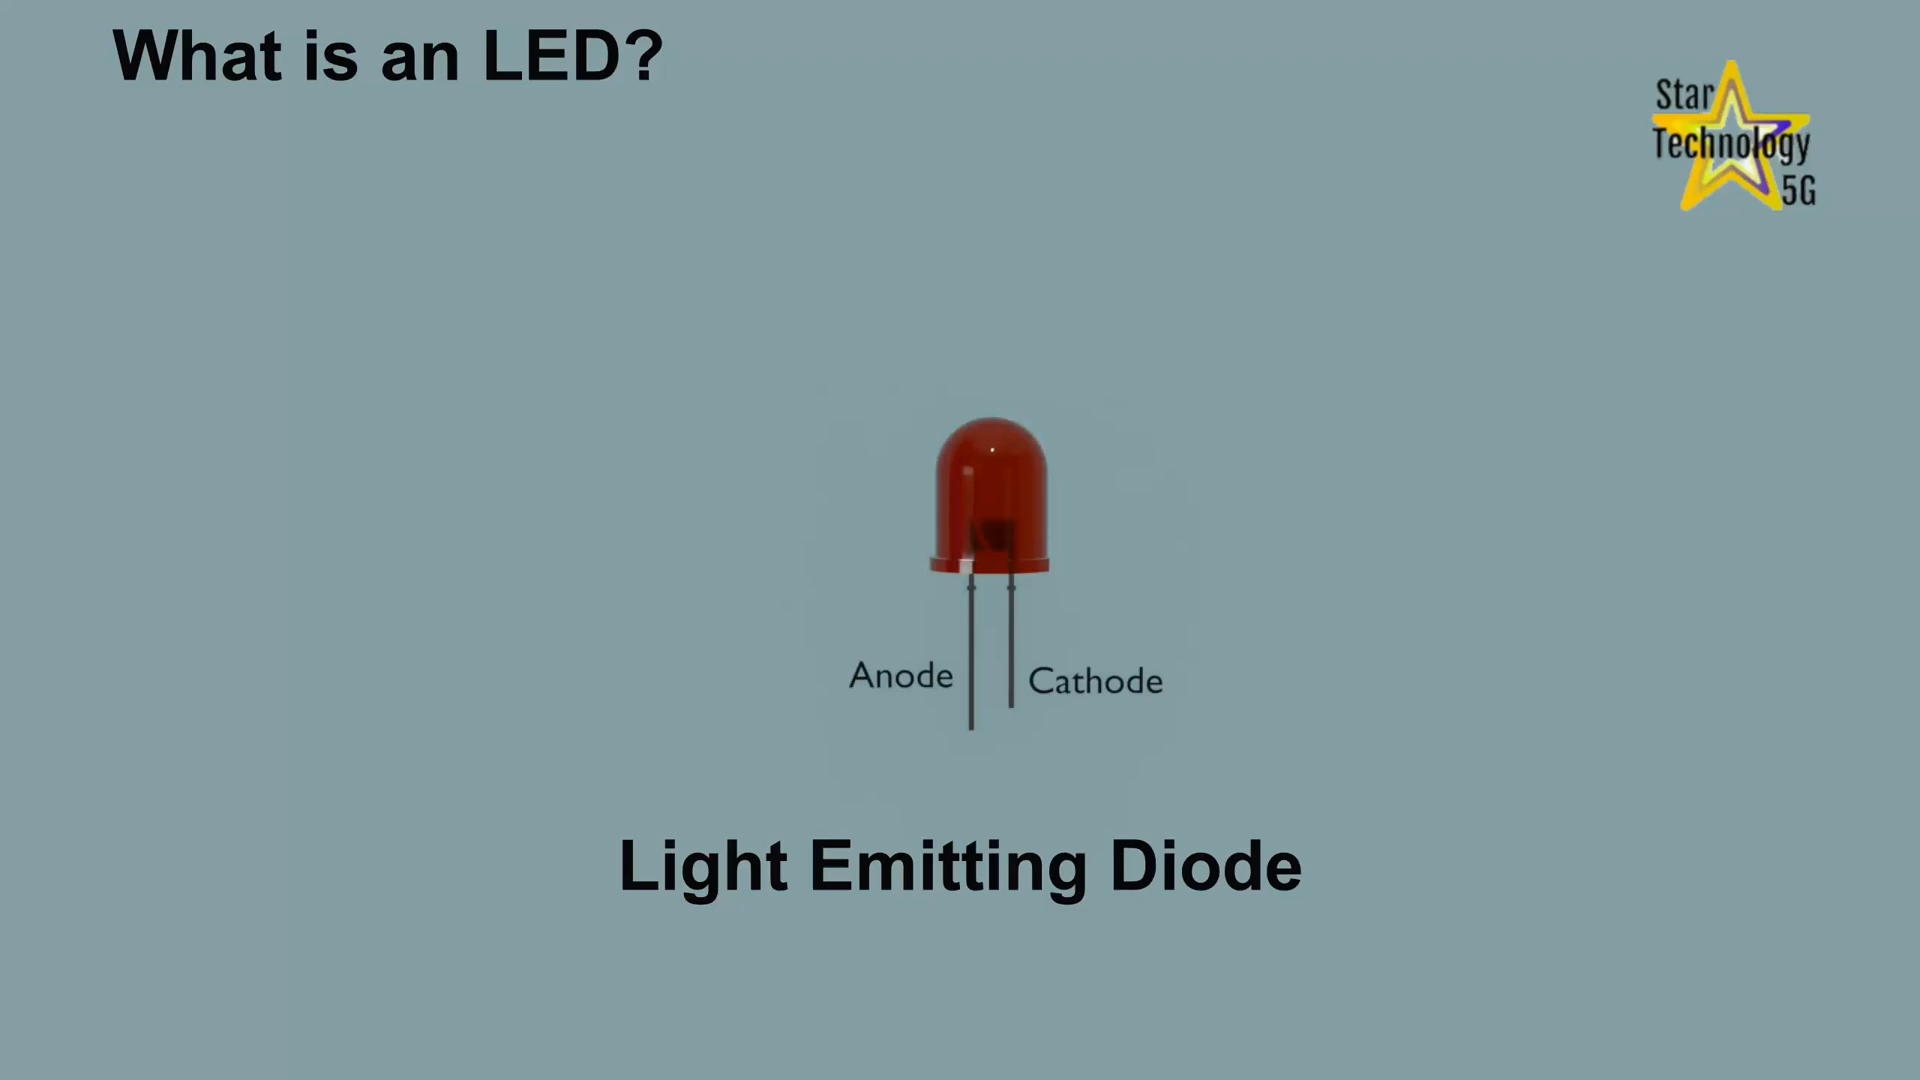 What is an LED?
Star
Technology
5G
Anode
Cathode
Light Emitting Diode